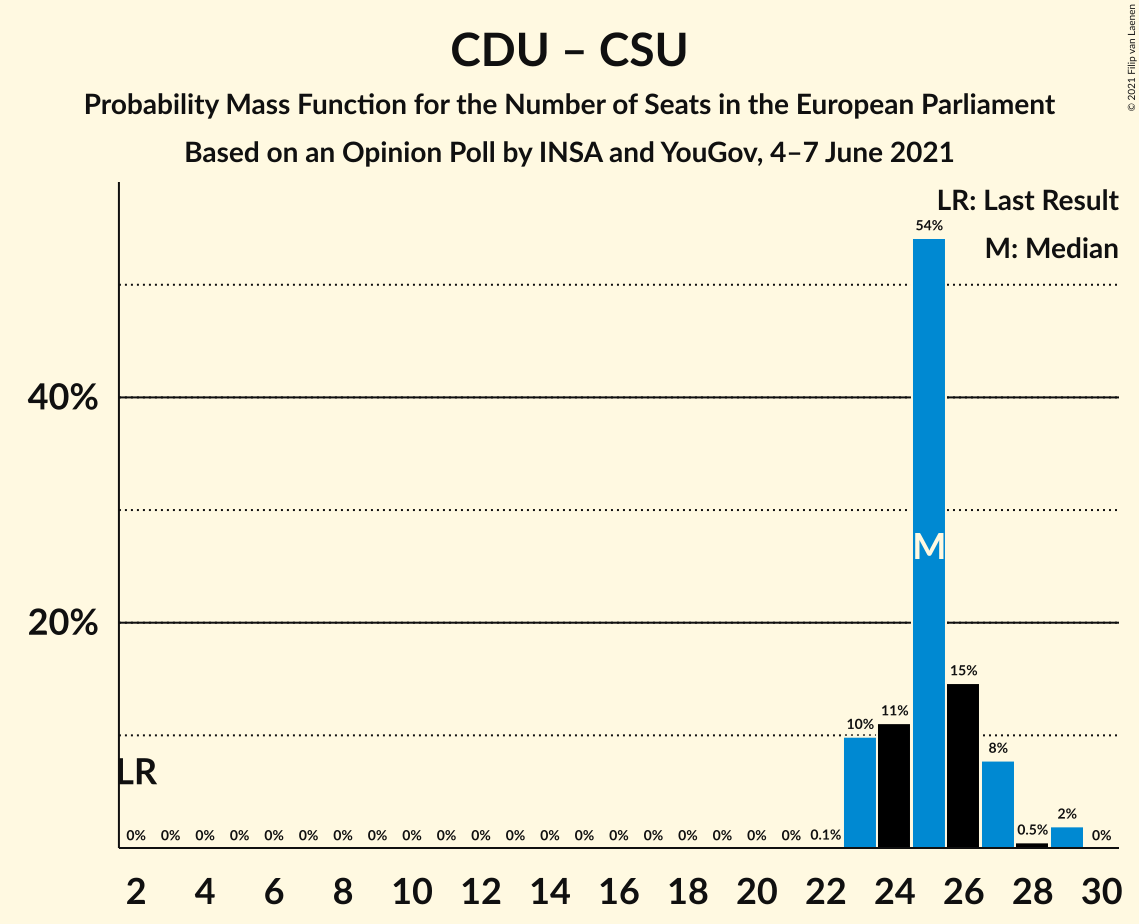 CDU – CSU
Probability Mass Function for the Number of Seats in the European Parliament
Based on an Opinion Poll by INSA and YouGov, 4–7 June 2021
© 2021 Filip van Laenen
LR: Last Result
M: Median
54%
40%
M
20%
15%
11%
10%
8%
LR
2%
0% 0% 0% 0% 0% 0% 0% 0% 0% 0% 0% 0% 0% 0% 0% 0% 0% 0% 0% 0% 0.1% 0.5% 0%
2 4 6 8 10 12 14 16 18 20 22 24 26 28 30